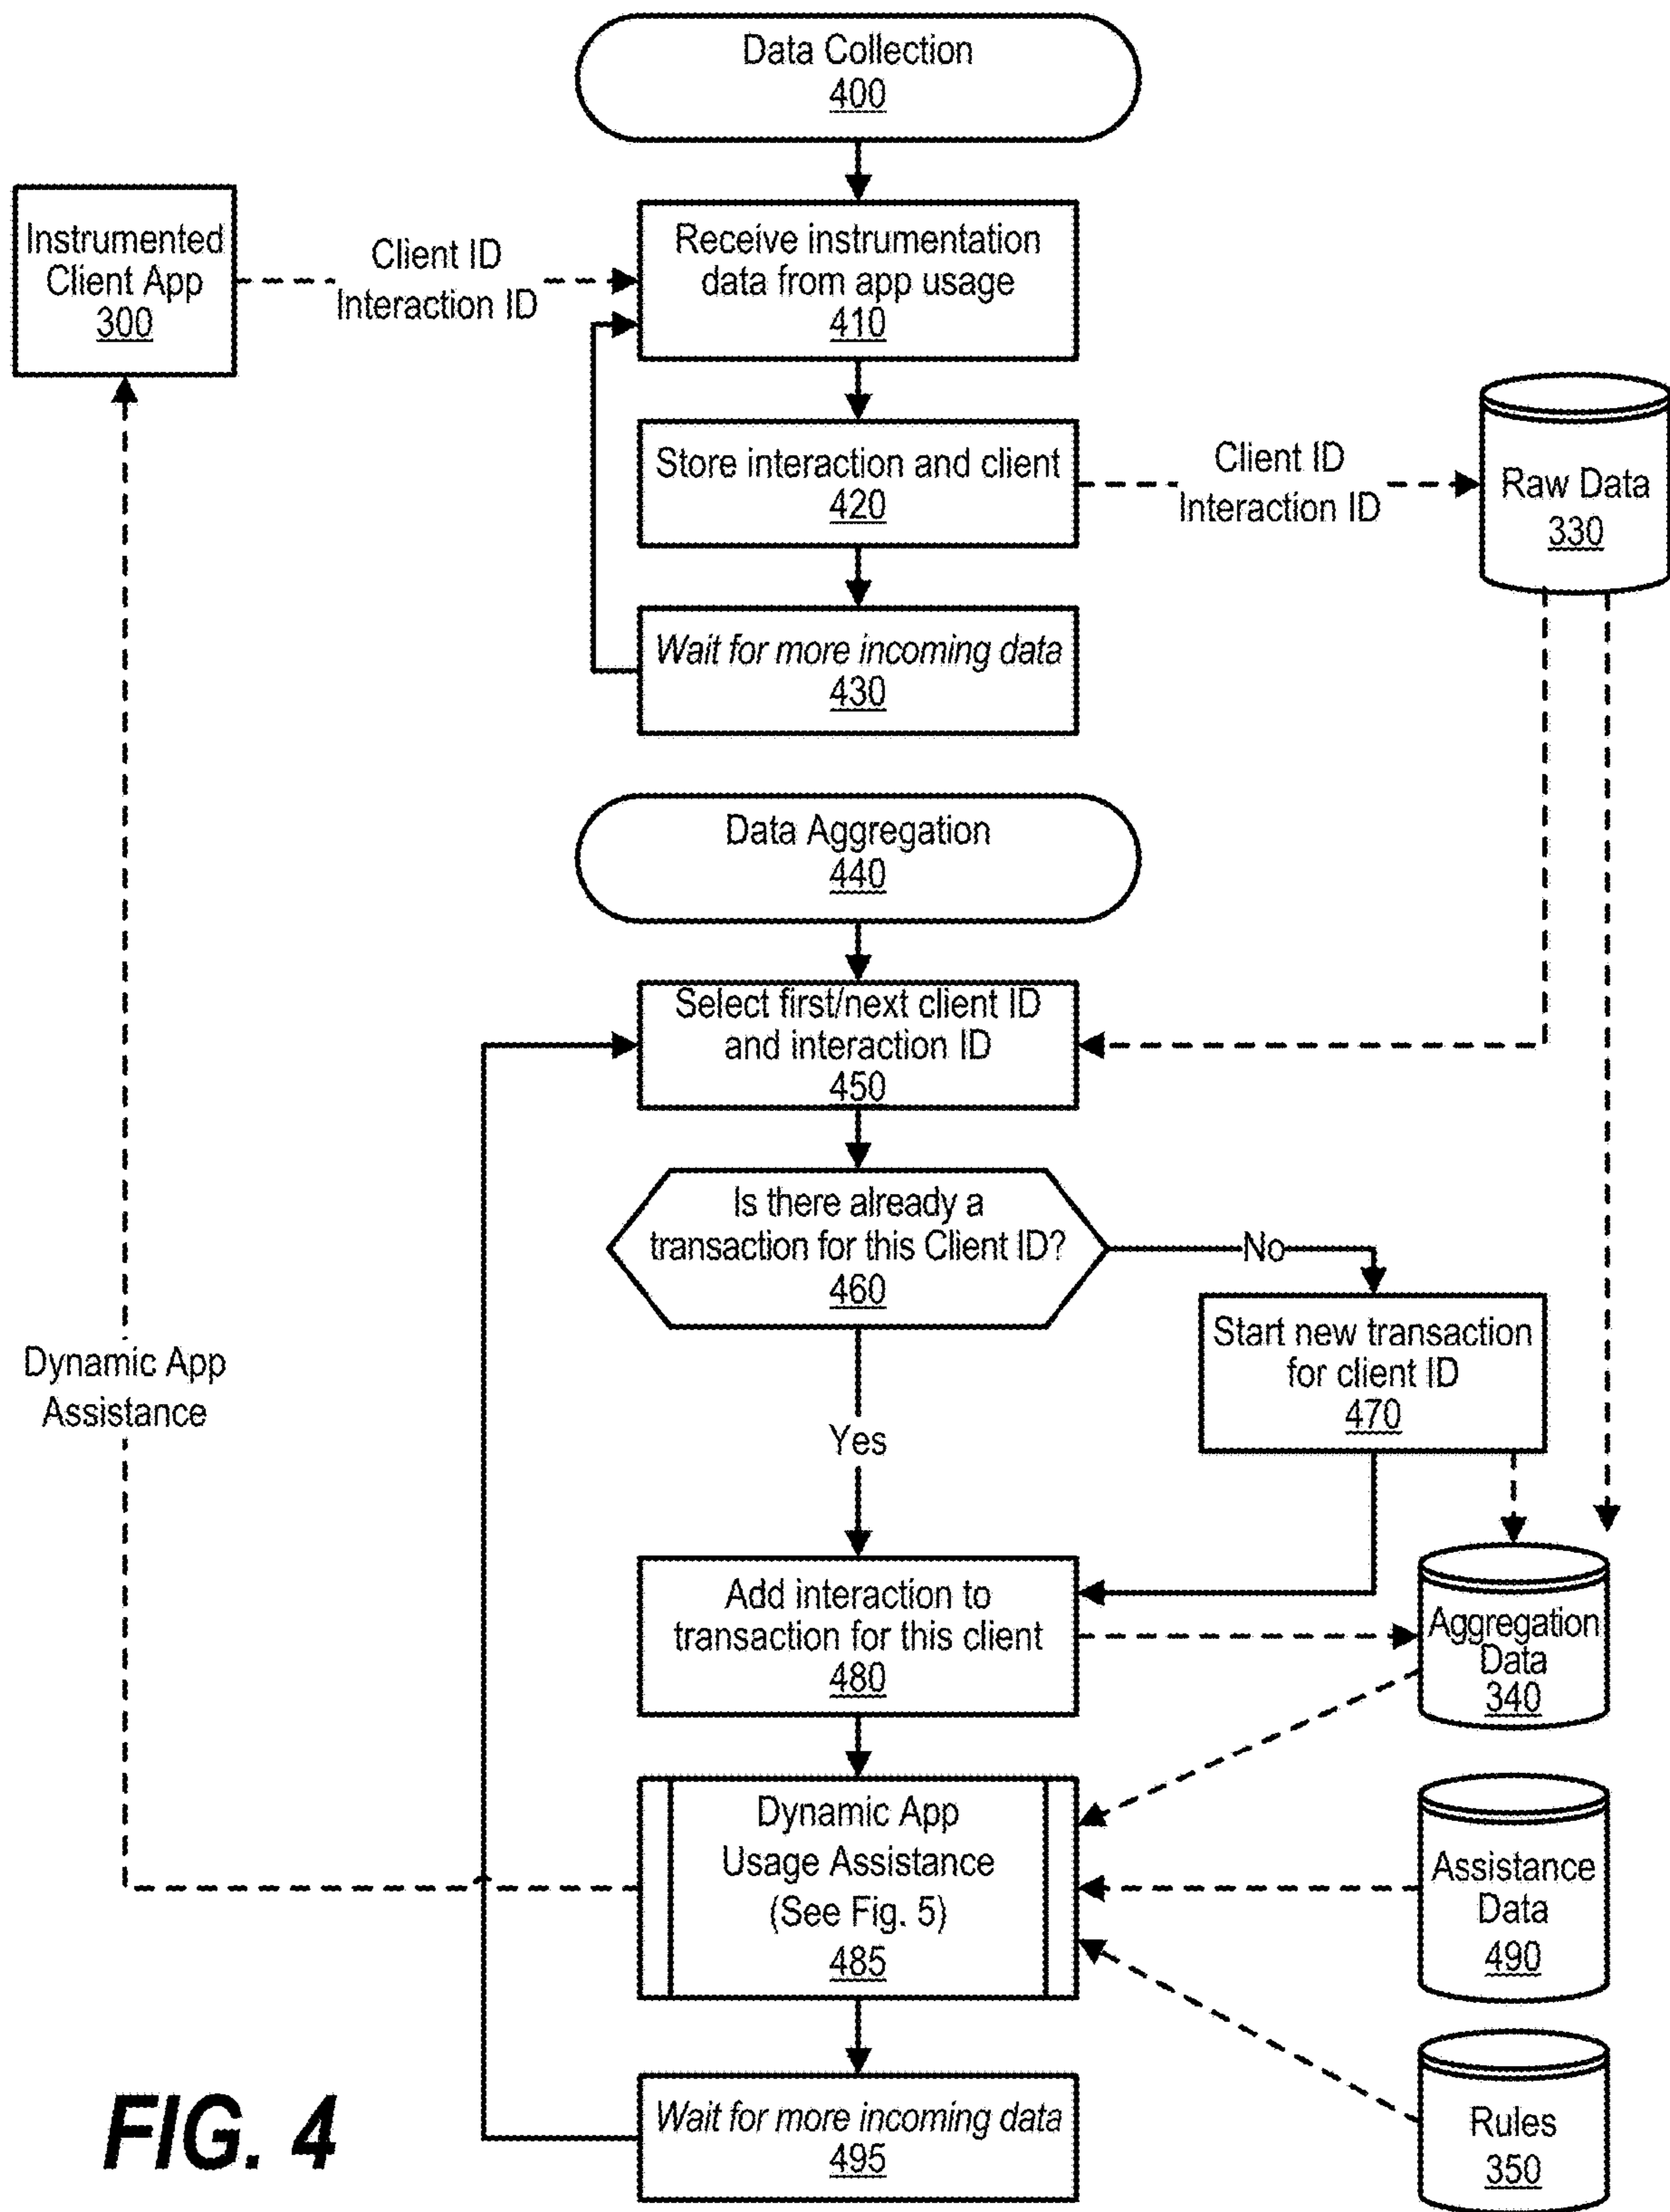 Data Collection
400
Instrumented
Client App
300
Client ID
Interaction ID
Receive instrumentation
data from app usage
410
Store interaction and client
420
Client ID
Interaction ID
Raw Data
330
Wait for more incoming data
430
Data Aggregation
440
Select first/next client ID
and interaction ID
450
Is there already a
transaction for this Client ID?
460
No
Start new transaction
for client ID
470
Dynamic App
Assistance
Yes
Add interaction to
transaction for this client
480
Aggregation
Data
340
Dynamic App
Usage Assistance
(See Fig. 5)
485
Assistance
Data
490
Wait for more incoming data
495
Rules
350
FIG. 4